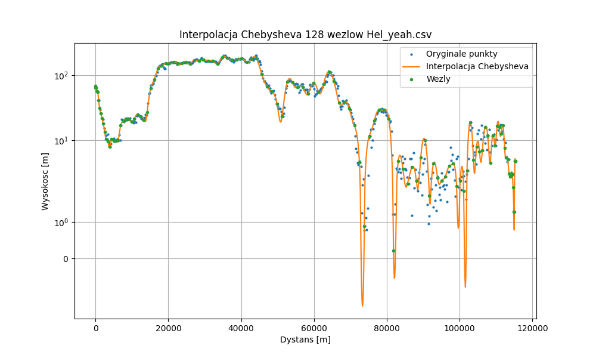 Interpolacja Chebysheva 128 wezlow Hel_yeah.csv
Oryginale punkty
Interpolacja Chebysheva
Wezly
Wysokosc [m]
10²
10¹
10⁰
0
0
20000
40000
60000
80000
100000
120000
Dystans [m]